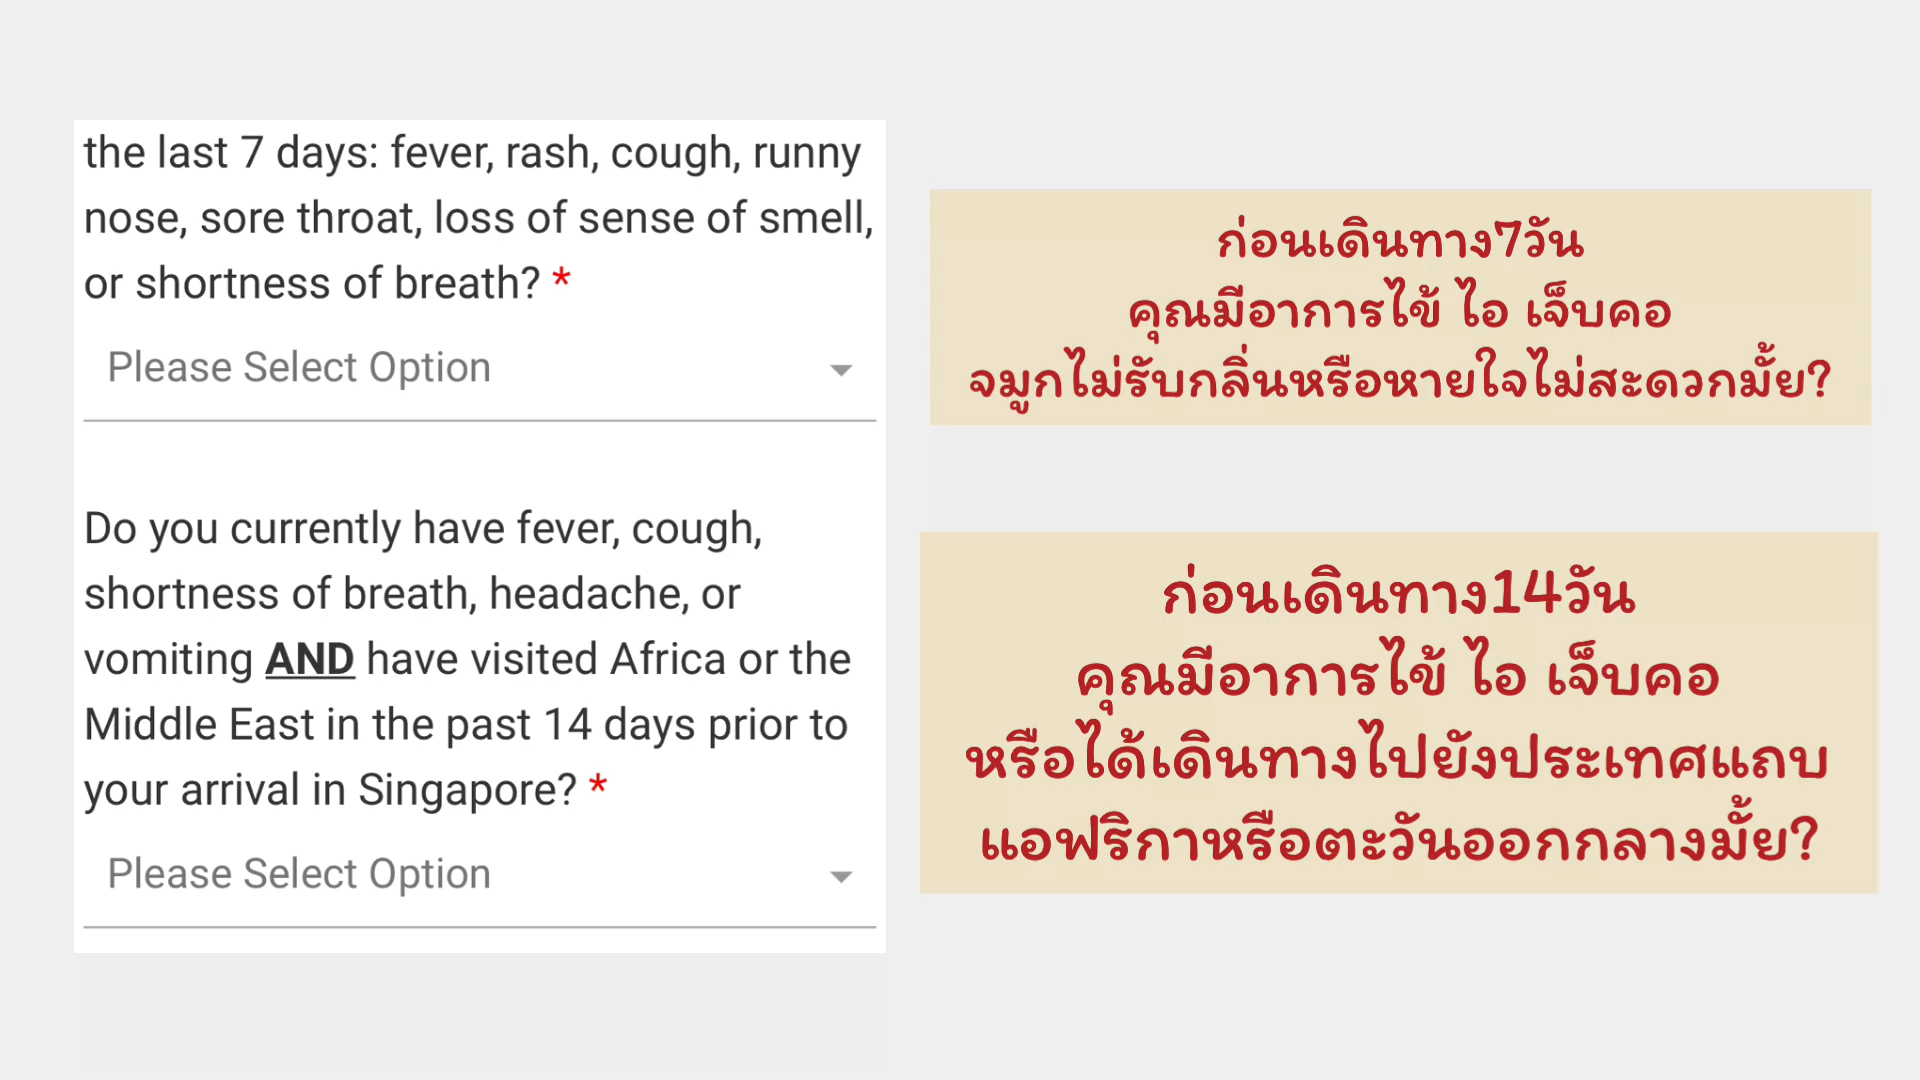 the last 7 days: fever, rash, cough, runny
nose, sore throat, loss of sense of smell,
or shortness of breath? *
Please Select Option
Do you currently have fever, cough,
shortness of breath, headache, or
vomiting AND have visited Africa or the
Middle East in the past 14 days prior to
your arrival in Singapore? *
Please Select Option
ก่อนเดินทาง7วัน
คุณมีอาการไข้ ไอ เจ็บคอ
จมูกไม่รับกลิ่นหรือหายใจไม่สะดวกมั้ย?
ก่อนเดินทาง14วัน
คุณมีอาการไข้ ไอ เจ็บคอ
หรือได้เดินทางไปยังประเทศแถบ
แอฟริกาหรือตะวันออกกลางมั้ย?